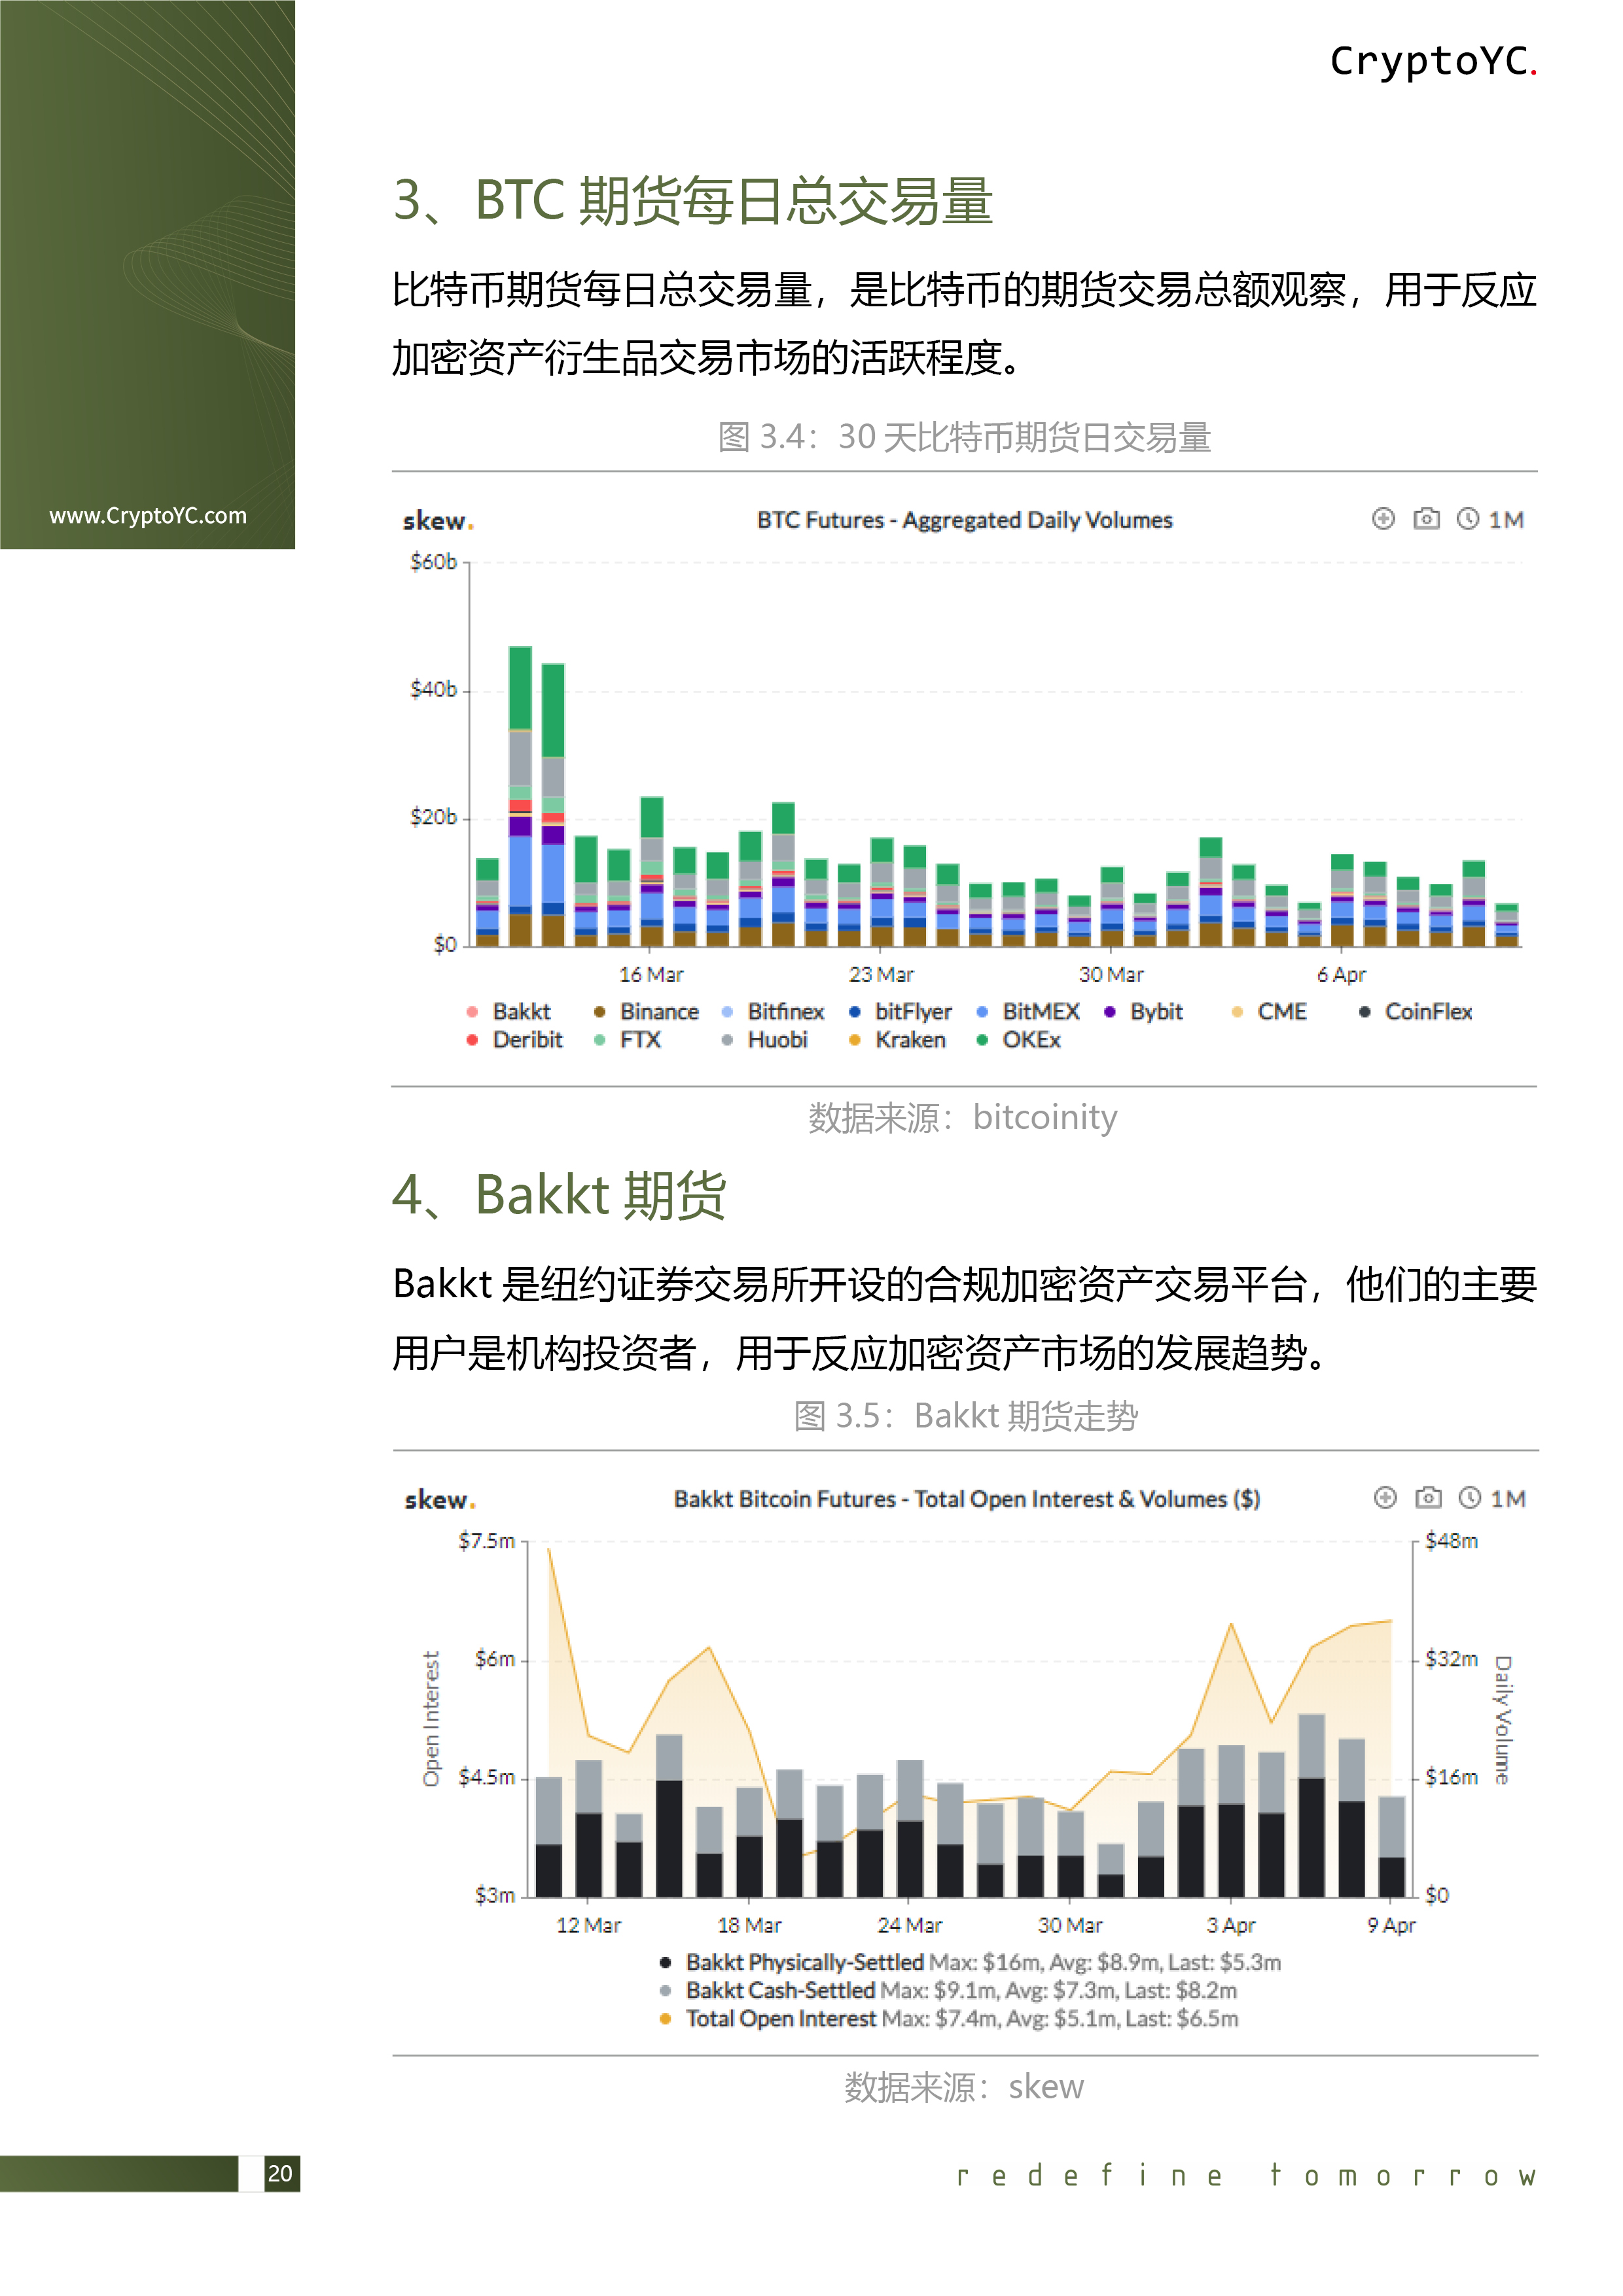 CryptoYC.
www.CryptoYC.com
3、BTC 期货每日总交易量
比特币期货每日总交易量，是比特币的期货交易总额观察，用于反应
加密资产衍生品交易市场的活跃程度。
图 3.4：30 天比特币期货日交易量
skew.
BTC Futures - Aggregated Daily Volumes
1M
$60b
$40b
$20b
$0
16 Mar 23 Mar 30 Mar 6 Apr
Bakkt Binance Bitfinex bitFlyer BitMEX Bybit CME CoinFlex
Deribit FTX Huobi Kraken OKEx
数据来源：bitcoinity
4、Bakkt 期货
Bakkt 是纽约证券交易所开设的合规加密资产交易平台，他们的主要
用户是机构投资者，用于反应加密资产市场的发展趋势。
图 3.5：Bakkt 期货走势
skew.
Bakkt Bitcoin Futures - Total Open Interest & Volumes ($)
1M
$7.5m
$6m
$4.5m
$3m
Open Interest
$48m
$32m
$16m
$0
Daily Volume
12 Mar 18 Mar 24 Mar 30 Mar 3 Apr 9 Apr
Bakkt Physically-Settled Max: $16m, Avg: $8.9m, Last: $5.3m
Bakkt Cash-Settled Max: $9.1m, Avg: $7.3m, Last: $8.2m
Total Open Interest Max: $7.4m, Avg: $5.1m, Last: $6.5m
数据来源：skew
20
redefine tomorrow